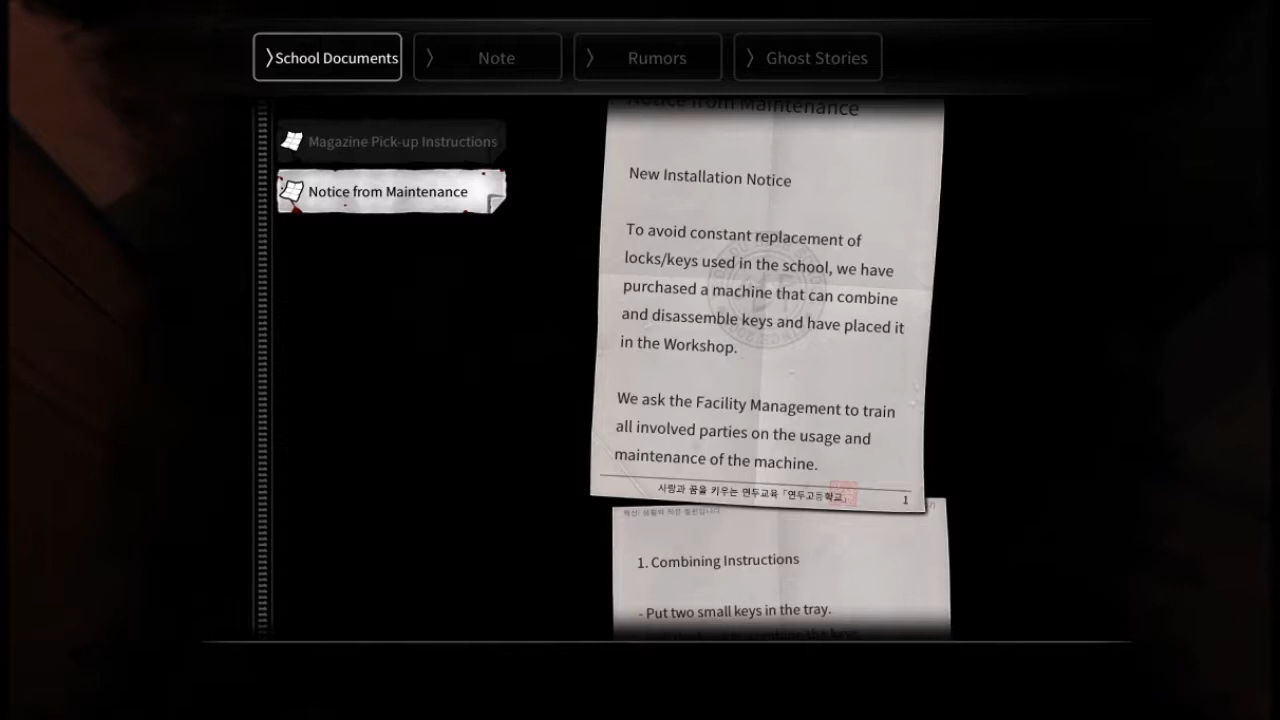 School Documents
Note
Rumors
Ghost Stories
Magazine Pick-up Instructions
Notice from Maintenance
Notice from Maintenance
New Installation Notice
To avoid constant replacement of
locks/keys used in the school, we have
purchased a machine that can combine
and disassemble keys and have placed it
in the Workshop.
We ask the Facility Management to train
all involved parties on the usage and
maintenance of the machine.
사랑과 꿈을 키우는 연두교육 「연두고등학교」
1
1. Combining Instructions
- Put two small keys in the tray.